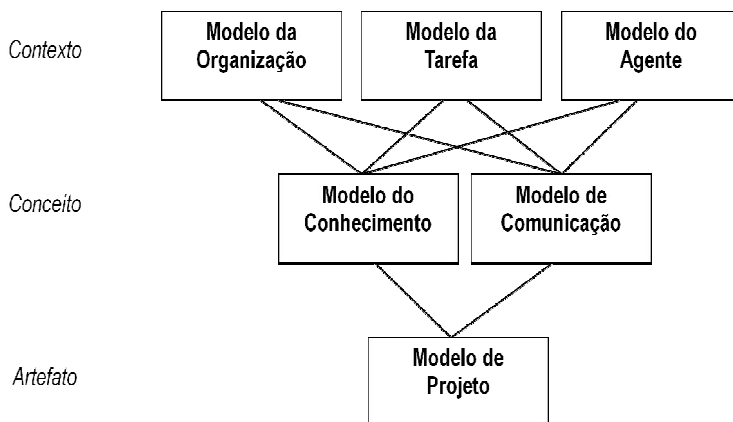 Contexto
Modelo da
Organização
Modelo da
Tarefa
Modelo do
Agente
Conceito
Modelo do
Conhecimento
Modelo de
Comunicação
Artefato
Modelo de
Projeto